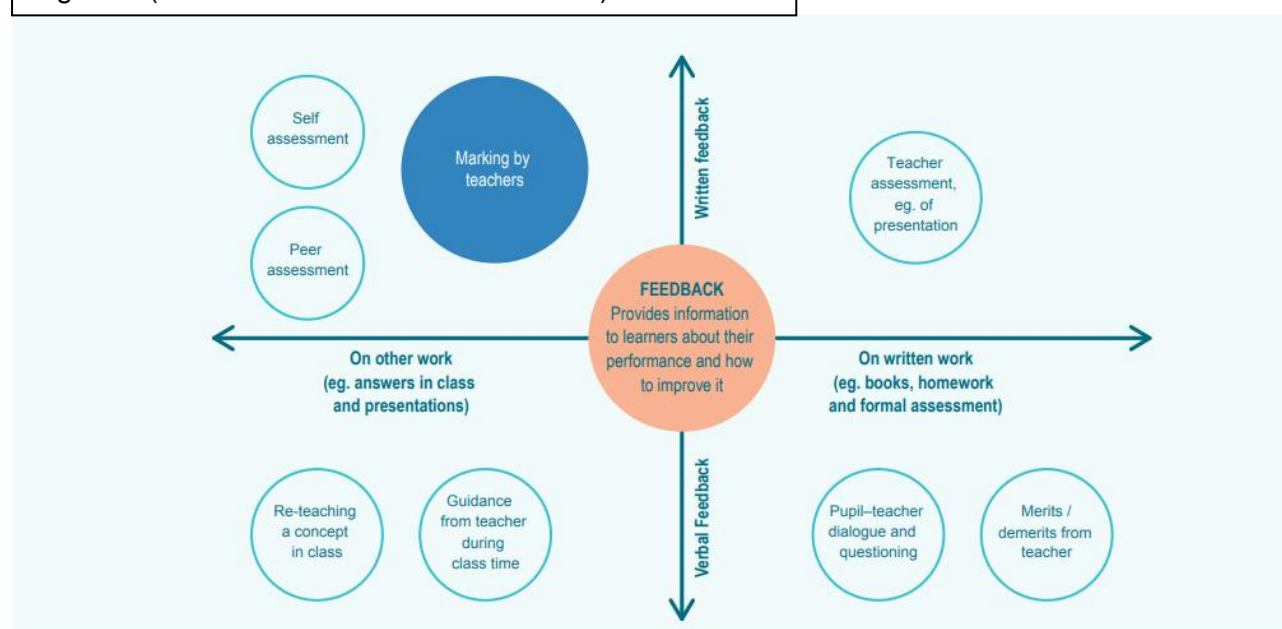 Self
assessment
Marking by
teachers
Written feedback
Teacher
assessment,
eg. of
presentation
Peer
assessment
FEEDBACK
Provides information
to learners about their
performance and how
to improve it
On other work
(eg. answers in class
and presentations)
On written work
(eg. books, homework
and formal assessment)
Re-teaching
a concept
in class
Guidance
from teacher
during
class time
Verbal Feedback
Pupil–teacher
dialogue and
questioning
Merits /
demerits from
teacher